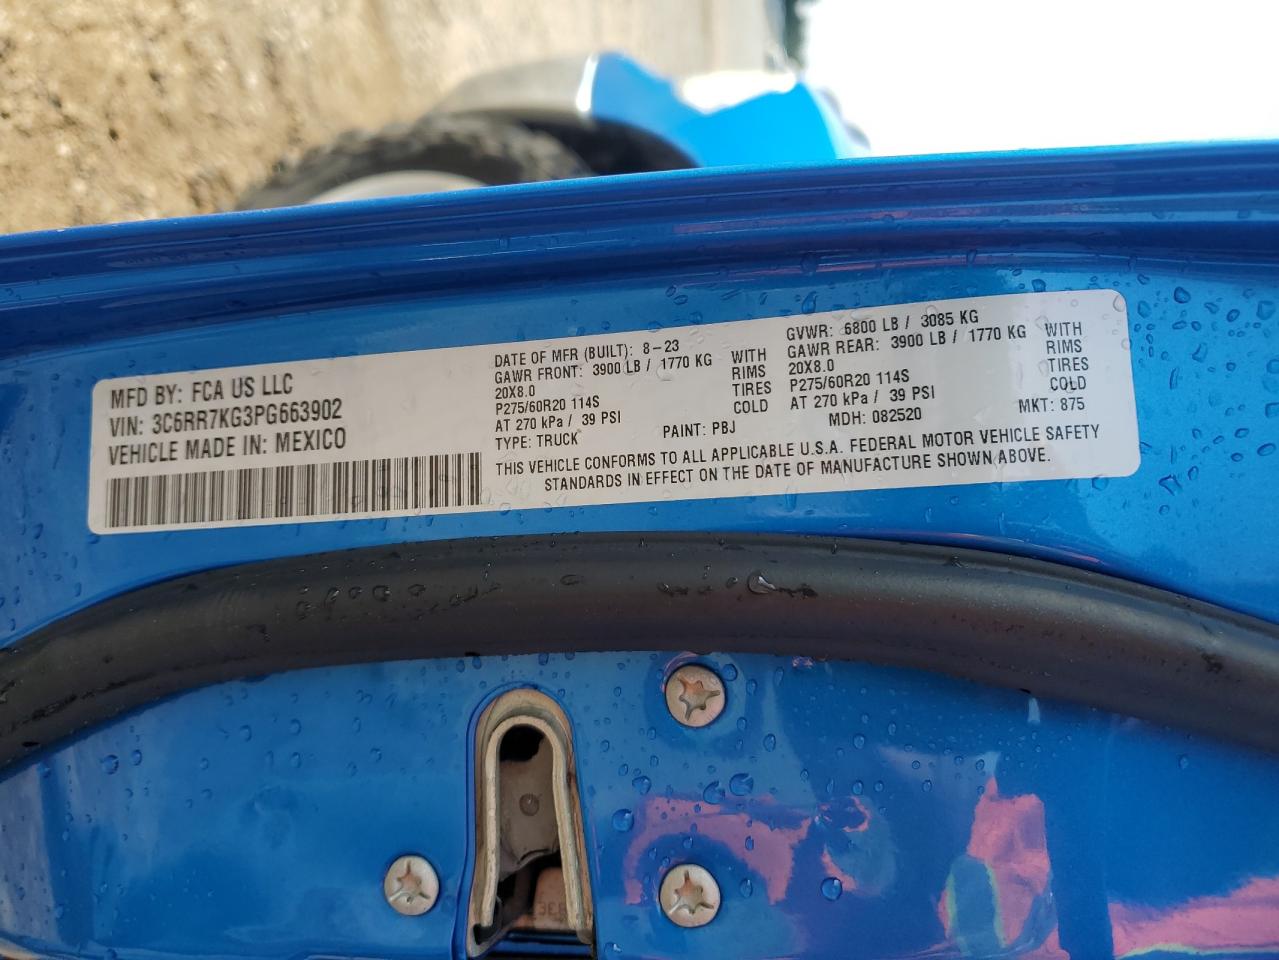 MFD BY: FCA US LLC
VIN: 3C6RR7KG3PG663902
VEHICLE MADE IN: MEXICO
DATE OF MFR (BUILT): 8-23
GAWR FRONT: 3900 LB / 1770 KG WITH
20X8.0 RIMS
P275/60R20 114S TIRES
AT 270 kPa / 39 PSI COLD
TYPE: TRUCK PAINT: PBJ
GVWR: 6800 LB / 3085 KG
GAWR REAR: 3900 LB / 1770 KG WITH
20X8.0 RIMS
P275/60R20 114S TIRES
AT 270 kPa / 39 PSI COLD
MDH: 082520 MKT: 875
THIS VEHICLE CONFORMS TO ALL APPLICABLE U.S.A. FEDERAL MOTOR VEHICLE SAFETY
STANDARDS IN EFFECT ON THE DATE OF MANUFACTURE SHOWN ABOVE.